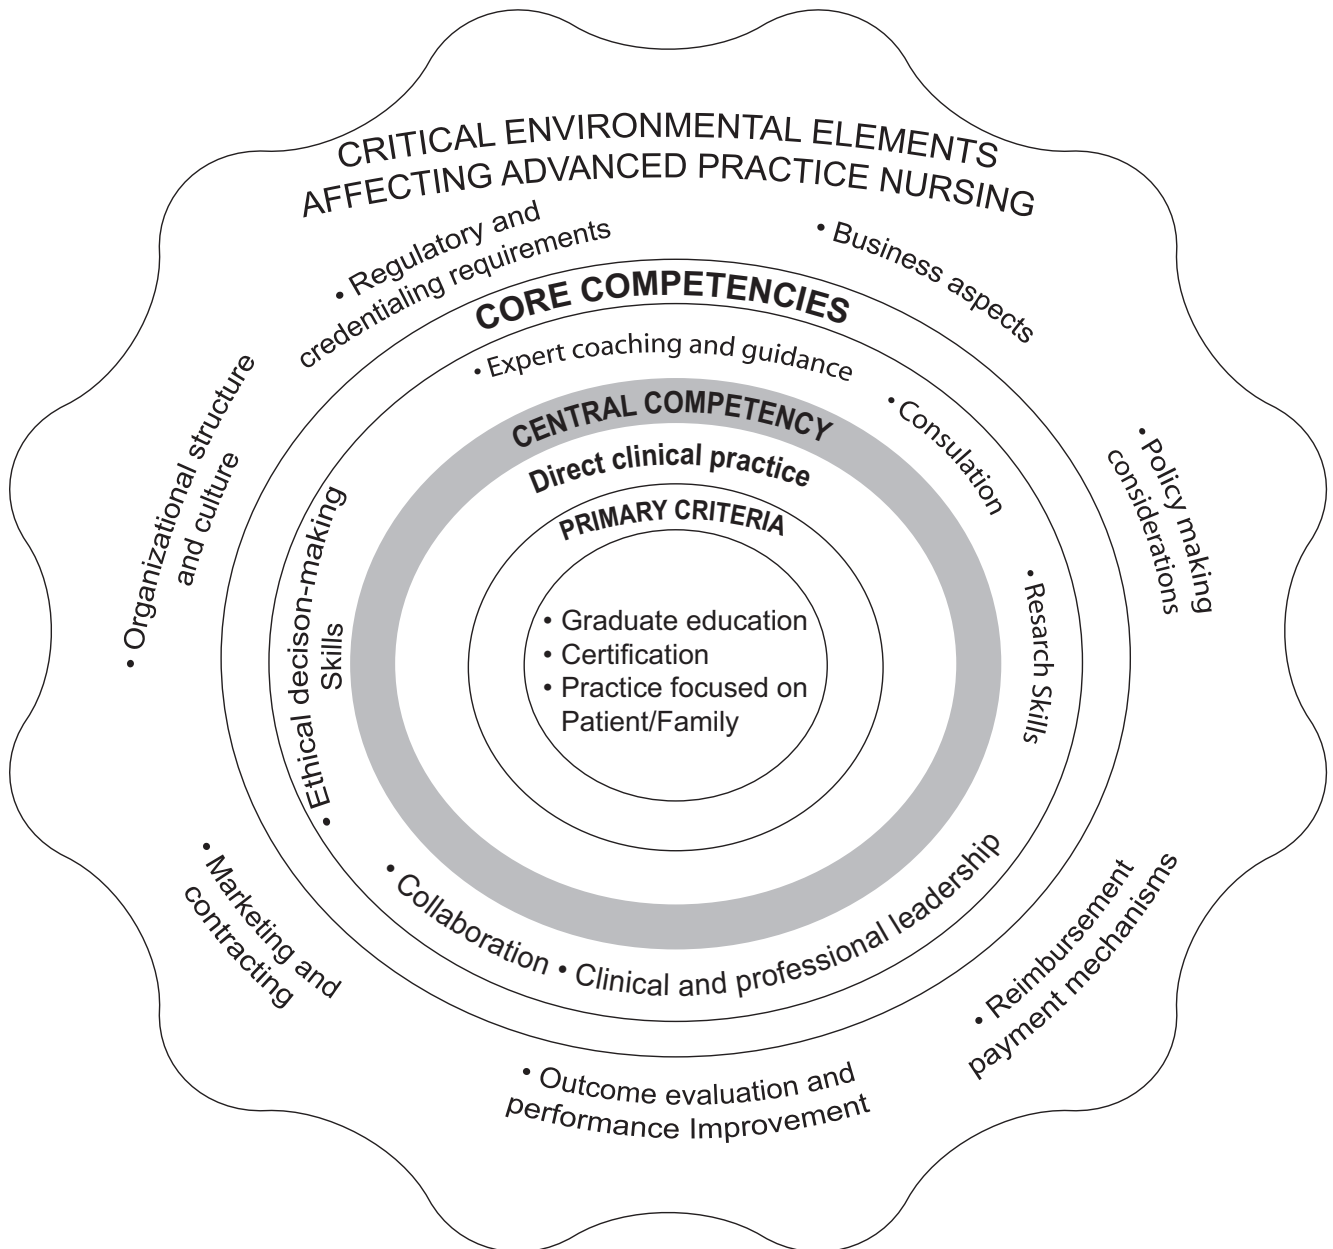 CRITICAL ENVIRONMENTAL ELEMENTS
AFFECTING ADVANCED PRACTICE NURSING
• Regulatory and
credentialing requirements
• Business aspects
CORE COMPETENCIES
• Expert coaching and guidance
• Consulation
CENTRAL COMPETENCY
Direct clinical practice
PRIMARY CRITERIA
• Graduate education
• Certification
• Practice focused on
Patient/Family
• Organizational structure
and culture
• Ethical decison-making
Skills
• Policy making
considerations
• Resarch Skills
• Collaboration • Clinical and professional leadership
• Marketing and
contracting
• Reimbursement
payment mechanisms
• Outcome evaluation and
performance Improvement